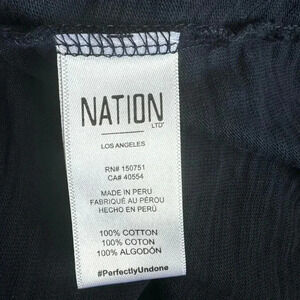 NATION
LTD
LOS ANGELES
RN# 150751
CA# 40554
MADE IN PERU
FABRIQUÉ AU PÉROU
HECHO EN PERÚ
100% COTTON
100% COTON
100% ALGODÓN
#PerfectlyUndone